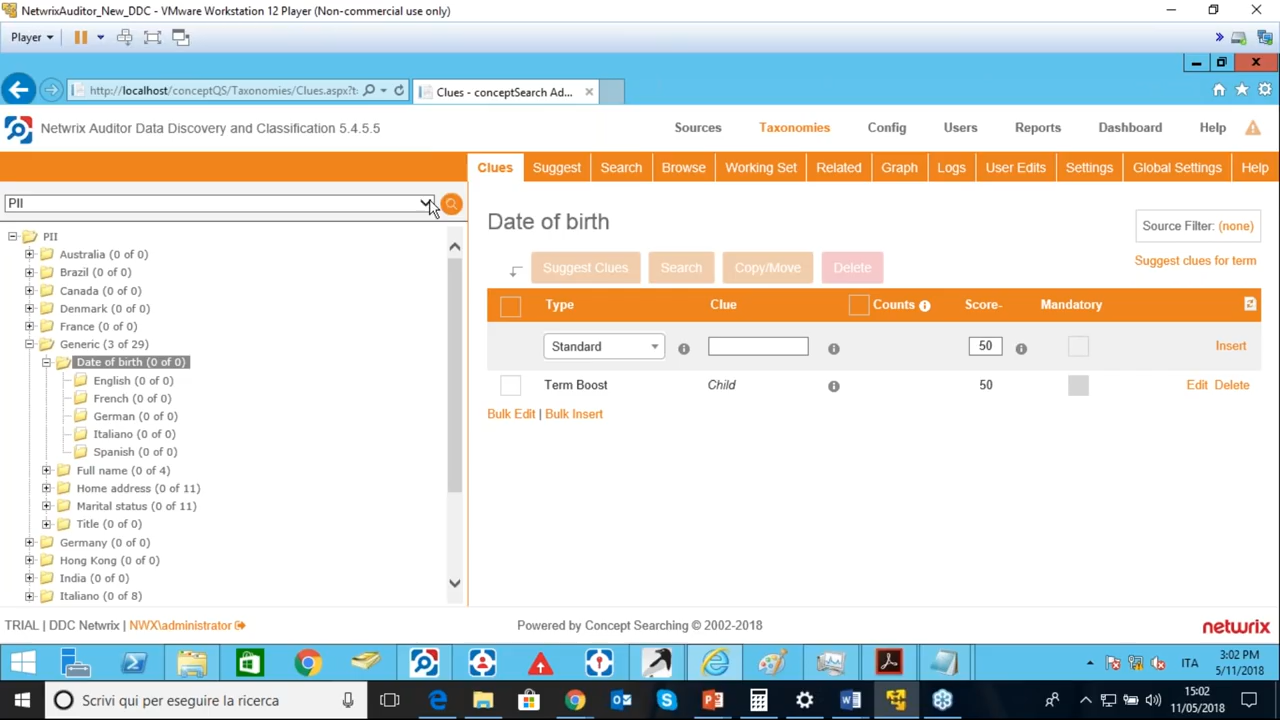 NetwrixAuditor_New_DDC - VMware Workstation 12 Player (Non-commercial use only)
Player
http://localhost/conceptQS/Taxonomies/Clues.aspx?t:
Clues - conceptSearch Ad...
Netwrix Auditor Data Discovery and Classification 5.4.5.5
Sources Taxonomies Config Users Reports Dashboard Help
Clues Suggest Search Browse Working Set Related Graph Logs User Edits Settings Global Settings Help
PII
PII
Australia (0 of 0)
Brazil (0 of 0)
Canada (0 of 0)
Denmark (0 of 0)
France (0 of 0)
Generic (3 of 29)
Date of birth (0 of 0)
English (0 of 0)
French (0 of 0)
German (0 of 0)
Italiano (0 of 0)
Spanish (0 of 0)
Full name (0 of 4)
Home address (0 of 11)
Marital status (0 of 11)
Title (0 of 0)
Germany (0 of 0)
Hong Kong (0 of 0)
India (0 of 0)
Italiano (0 of 8)
Date of birth
Source Filter: (none)
Suggest clues for term
Suggest Clues Search Copy/Move Delete
Type Clue Counts Score- Mandatory
Standard 50 Insert
Term Boost Child 50 Edit Delete
Bulk Edit | Bulk Insert
TRIAL | DDC Netwrix | NWX\administrator
Powered by Concept Searching © 2002-2018
netwrix
ITA
3:02 PM
5/11/2018
Scrivi qui per eseguire la ricerca
15:02
11/05/2018